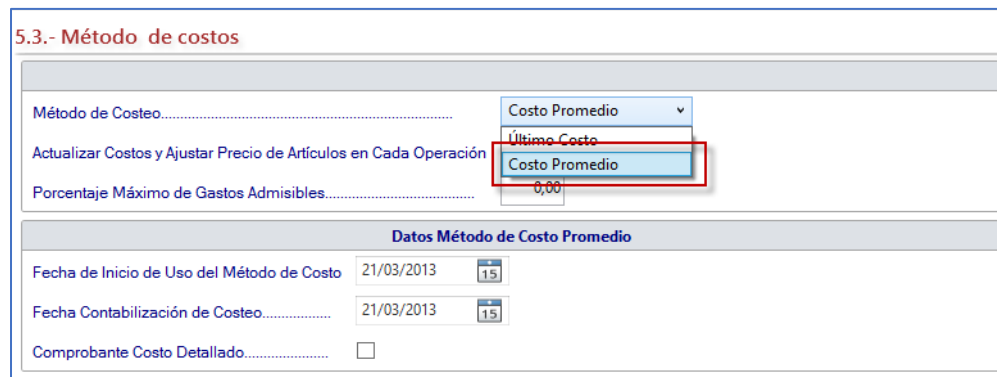 5.3.- Método de costos
Método de Costeo........................................................................ Costo Promedio
Último Costo
Actualizar Costos y Ajustar Precio de Artículos en Cada Operación
Costo Promedio
Porcentaje Máximo de Gastos Admisibles...................................... 0,00
Datos Método de Costo Promedio
Fecha de Inicio de Uso del Método de Costo 21/03/2013 15
Fecha Contabilización de Costeo................. 21/03/2013 15
Comprobante Costo Detallado.....................